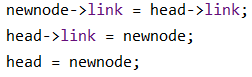 newnode->link = head->link;
head->link = newnode;
head = newnode;